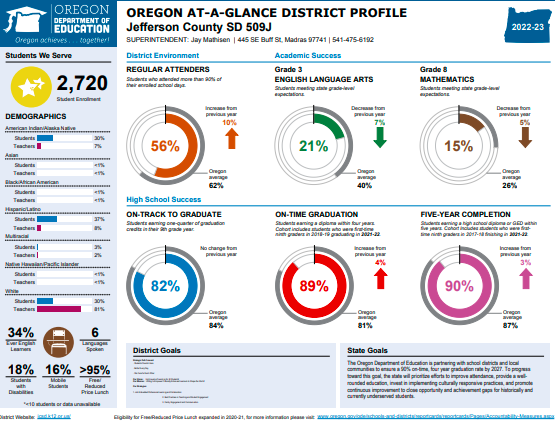 OREGON
DEPARTMENT OF
EDUCATION
Oregon achieves . . . together!
OREGON AT-A-GLANCE DISTRICT PROFILE
Jefferson County SD 509J
SUPERINTENDENT: Jay Mathisen | 445 SE Buff St, Madras 97741 | 541-475-6192
2022-23
Students We Serve
2,720
Student Enrollment
DEMOGRAPHICS
American Indian/Alaska Native
Students 30%
Teachers 7%
Asian
Students <1%
Teachers <1%
Black/African American
Students <1%
Teachers <1%
Hispanic/Latino
Students 37%
Teachers 8%
Multiracial
Students 3%
Teachers 2%
Native Hawaiian/Pacific Islander
Students <1%
Teachers <1%
White
Students 30%
Teachers 81%
34%
Ever English
Learners
6
Languages
Spoken
18%
Students
with
Disabilities
16%
Mobile
Students
>95%
Free/
Reduced
Price Lunch
*<10 students or data unavailable
District Environment
REGULAR ATTENDERS
Students who attended more than 90% of
their enrolled school days.
56%
Increase from
previous year
10%
Oregon
average
62%
Academic Success
Grade 3
ENGLISH LANGUAGE ARTS
Students meeting state grade-level
expectations.
21%
Decrease from
previous year
7%
Oregon
average
40%
Grade 8
MATHEMATICS
Students meeting state grade-level
expectations.
15%
Decrease from
previous year
5%
Oregon
average
26%
High School Success
ON-TRACK TO GRADUATE
Students earning one-quarter of graduation
credits in their 9th grade year.
82%
No change from
previous year
Oregon
average
84%
ON-TIME GRADUATION
Students earning a diploma within four years.
Cohort includes students who were first-time
ninth graders in 2018-19 graduating in 2021-22.
89%
Increase from
previous year
4%
Oregon
average
81%
FIVE-YEAR COMPLETION
Students earning a high school diploma or GED within
five years. Cohort includes students who were first-
time ninth graders in 2017-18 finishing in 2021-22.
90%
Increase from
previous year
3%
Oregon
average
87%
District Goals
State Goals
The Oregon Department of Education is partnering with school districts and local
communities to ensure a 90% on-time, four year graduation rate by 2027. To progress
toward this goal, the state will prioritize efforts to improve attendance, provide a well-
rounded education, invest in implementing culturally responsive practices, and promote
continuous improvement to close opportunity and achievement gaps for historically and
currently underserved students.
District Website:
Eligibility for Free/Reduced Price Lunch expanded in 2020-21, for more information please visit